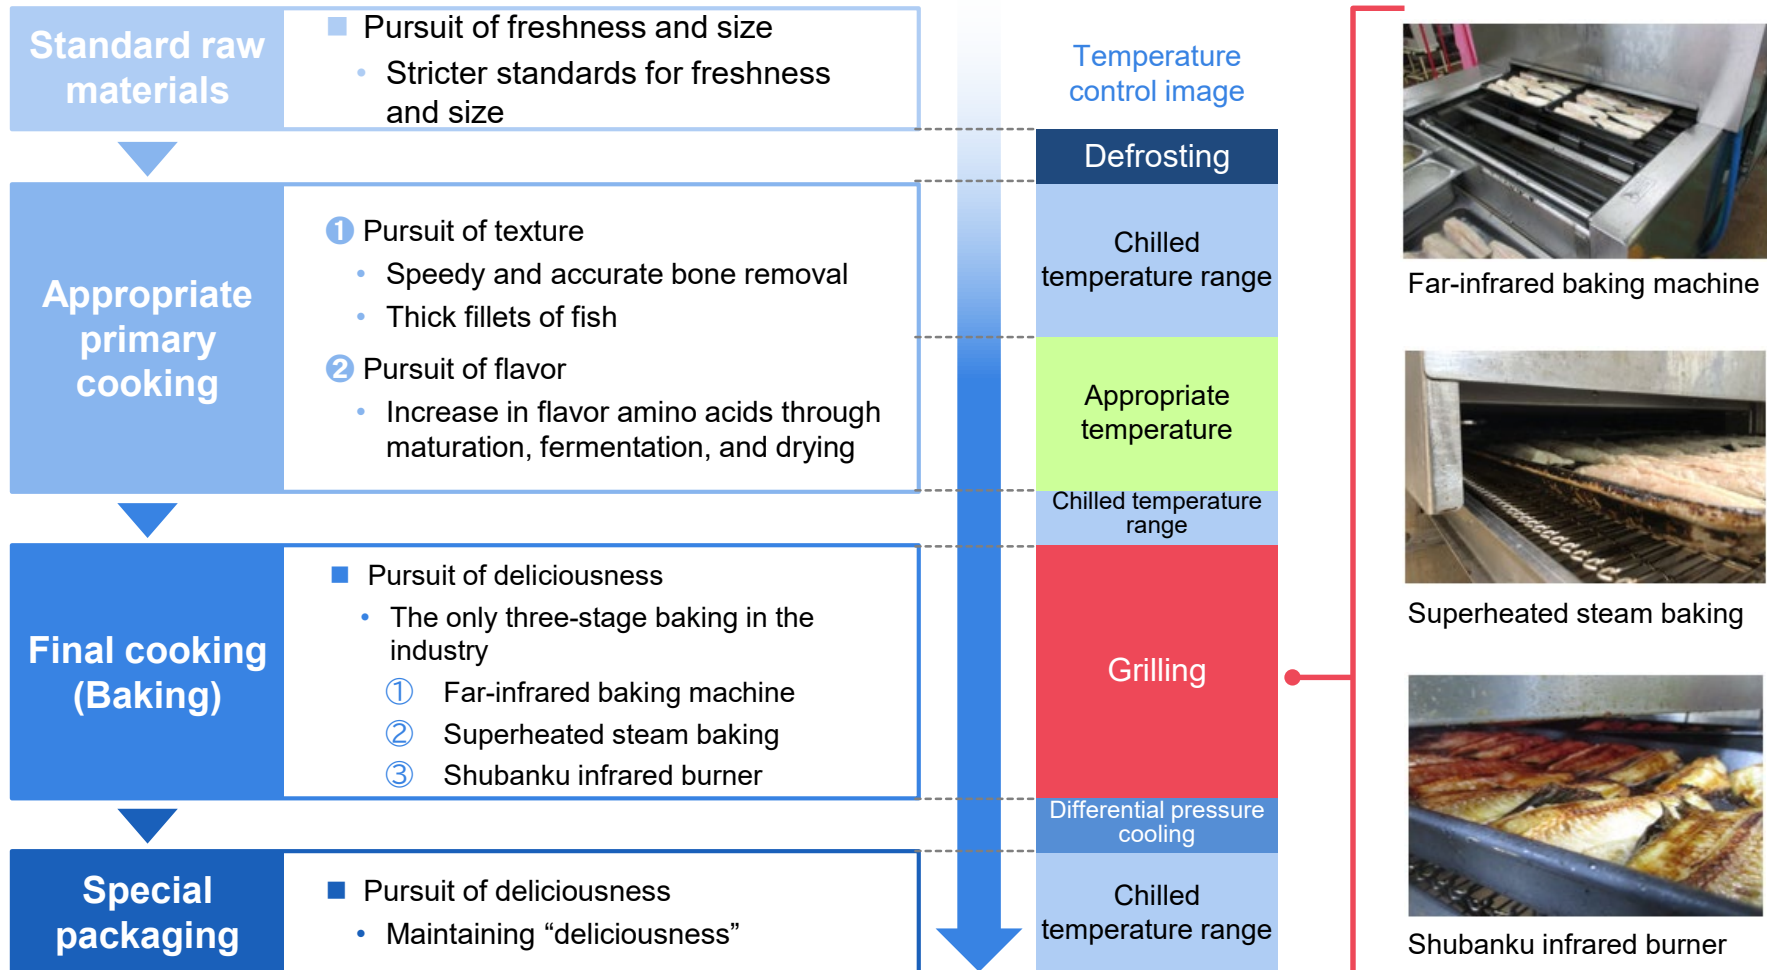 Standard raw
materials
■ Pursuit of freshness and size
• Stricter standards for freshness
and size
Appropriate
primary
cooking
❶ Pursuit of texture
• Speedy and accurate bone removal
• Thick fillets of fish
❷ Pursuit of flavor
• Increase in flavor amino acids through
maturation, fermentation, and drying
Final cooking
(Baking)
■ Pursuit of deliciousness
• The only three-stage baking in the
industry
① Far-infrared baking machine
② Superheated steam baking
③ Shubanku infrared burner
Special
packaging
■ Pursuit of deliciousness
• Maintaining “deliciousness”
Temperature
control image
Defrosting
Chilled
temperature range
Appropriate
temperature
Chilled temperature
range
Grilling
Differential pressure
cooling
Chilled
temperature range
Far-infrared baking machine
Superheated steam baking
Shubanku infrared burner